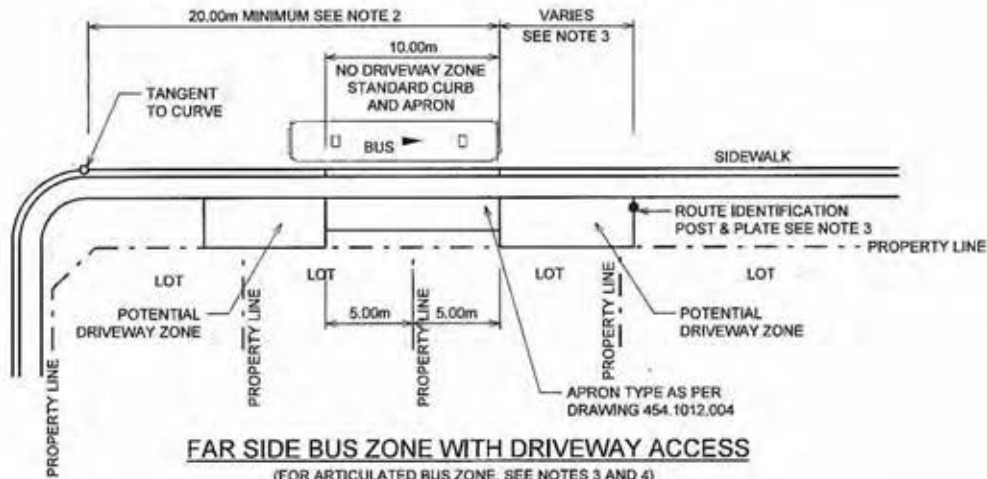 20.00m MINIMUM SEE NOTE 2
VARIES
SEE NOTE 3
10.00m
NO DRIVEWAY ZONE
STANDARD CURB
AND APRON
TANGENT
TO CURVE
BUS
SIDEWALK
ROUTE IDENTIFICATION
POST & PLATE SEE NOTE 3
PROPERTY LINE
LOT
LOT
LOT
LOT
POTENTIAL
DRIVEWAY ZONE
5.00m
5.00m
POTENTIAL
DRIVEWAY ZONE
PROPERTY LINE
PROPERTY LINE
PROPERTY LINE
PROPERTY LINE
APRON TYPE AS PER
DRAWING 454.1012.004
FAR SIDE BUS ZONE WITH DRIVEWAY ACCESS
(FOR ARTICULATED BUS ZONE, SEE NOTES 3 AND 4)